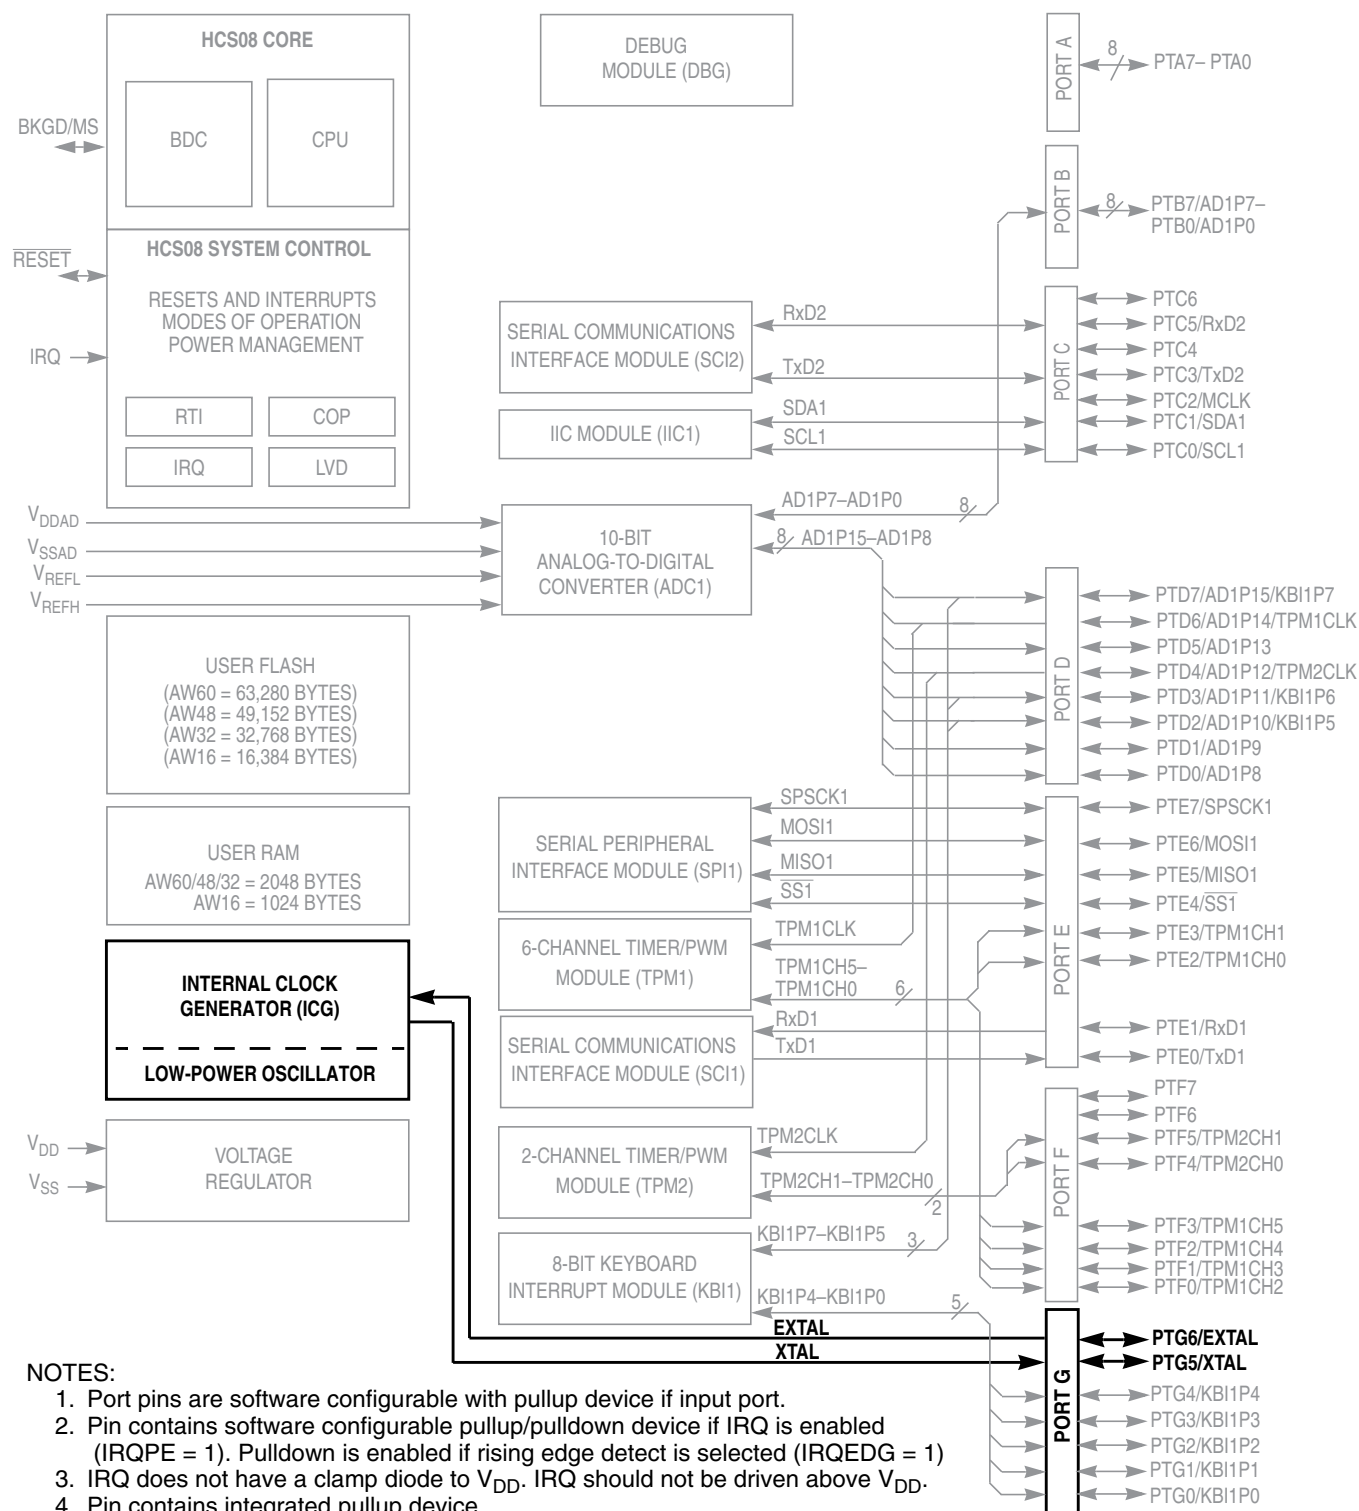 HCS08 CORE
BDC
CPU
BKGD/MS
HCS08 SYSTEM CONTROL
RESETS AND INTERRUPTS
MODES OF OPERATION
POWER MANAGEMENT
RESET
IRQ
RTI
COP
IRQ
LVD
VDDAD
VSSAD
VREFL
VREFH
USER FLASH
(AW60 = 63,280 BYTES)
(AW48 = 49,152 BYTES)
(AW32 = 32,768 BYTES)
(AW16 = 16,384 BYTES)
USER RAM
AW60/48/32 = 2048 BYTES
AW16 = 1024 BYTES
INTERNAL CLOCK
GENERATOR (ICG)
LOW-POWER OSCILLATOR
VDD
VSS
VOLTAGE
REGULATOR
DEBUG
MODULE (DBG)
SERIAL COMMUNICATIONS
INTERFACE MODULE (SCI2)
RxD2
TxD2
IIC MODULE (IIC1)
SDA1
SCL1
10-BIT
ANALOG-TO-DIGITAL
CONVERTER (ADC1)
AD1P7–AD1P0
8
8
AD1P15–AD1P8
SERIAL PERIPHERAL
INTERFACE MODULE (SPI1)
SPSCK1
MOSI1
MISO1
SS1
6-CHANNEL TIMER/PWM
MODULE (TPM1)
TPM1CLK
TPM1CH5–
TPM1CH0
6
SERIAL COMMUNICATIONS
INTERFACE MODULE (SCI1)
RxD1
TxD1
2-CHANNEL TIMER/PWM
MODULE (TPM2)
TPM2CLK
TPM2CH1–TPM2CH0
2
8-BIT KEYBOARD
INTERRUPT MODULE (KBI1)
KBI1P7–KBI1P5
3
KBI1P4–KBI1P0
5
EXTAL
XTAL
PORT A
8
PTA7– PTA0
PORT B
8
PTB7/AD1P7–
PTB0/AD1P0
PORT C
PTC6
PTC5/RxD2
PTC4
PTC3/TxD2
PTC2/MCLK
PTC1/SDA1
PTC0/SCL1
PORT D
PTD7/AD1P15/KBI1P7
PTD6/AD1P14/TPM1CLK
PTD5/AD1P13
PTD4/AD1P12/TPM2CLK
PTD3/AD1P11/KBI1P6
PTD2/AD1P10/KBI1P5
PTD1/AD1P9
PTD0/AD1P8
PORT E
PTE7/SPSCK1
PTE6/MOSI1
PTE5/MISO1
PTE4/SS1
PTE3/TPM1CH1
PTE2/TPM1CH0
PTE1/RxD1
PTE0/TxD1
PORT F
PTF7
PTF6
PTF5/TPM2CH1
PTF4/TPM2CH0
PTF3/TPM1CH5
PTF2/TPM1CH4
PTF1/TPM1CH3
PTF0/TPM1CH2
PORT G
PTG6/EXTAL
PTG5/XTAL
PTG4/KBI1P4
PTG3/KBI1P3
PTG2/KBI1P2
PTG1/KBI1P1
PTG0/KBI1P0
NOTES:
1. Port pins are software configurable with pullup device if input port.
2. Pin contains software configurable pullup/pulldown device if IRQ is enabled
(IRQPE = 1). Pulldown is enabled if rising edge detect is selected (IRQEDG = 1)
3. IRQ does not have a clamp diode to VDD. IRQ should not be driven above VDD.
4. Pin contains integrated pullup device.